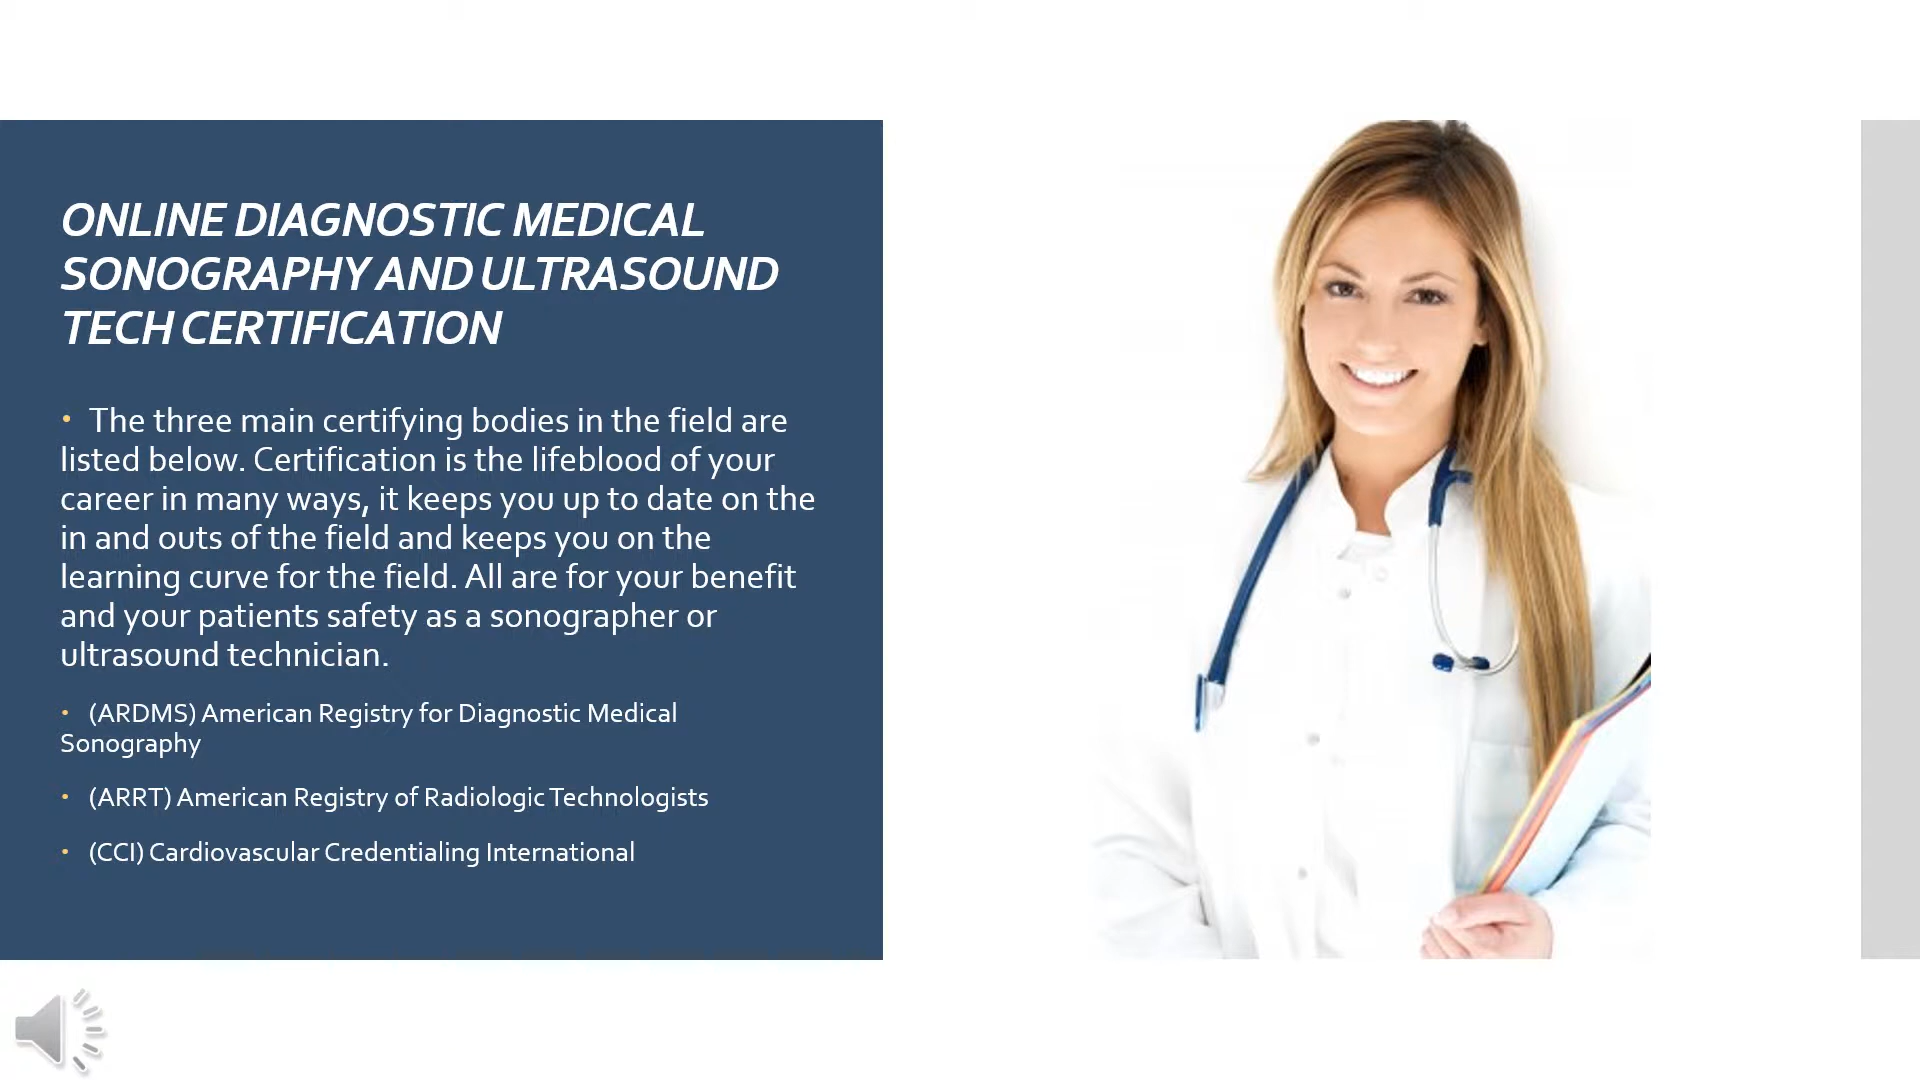 ONLINE DIAGNOSTIC MEDICAL
SONOGRAPHY AND ULTRASOUND
TECH CERTIFICATION
• The three main certifying bodies in the field are
listed below. Certification is the lifeblood of your
career in many ways, it keeps you up to date on the
in and outs of the field and keeps you on the
learning curve for the field. All are for your benefit
and your patients safety as a sonographer or
ultrasound technician.
• (ARDMS) American Registry for Diagnostic Medical
Sonography
• (ARRT) American Registry of Radiologic Technologists
• (CCI) Cardiovascular Credentialing International